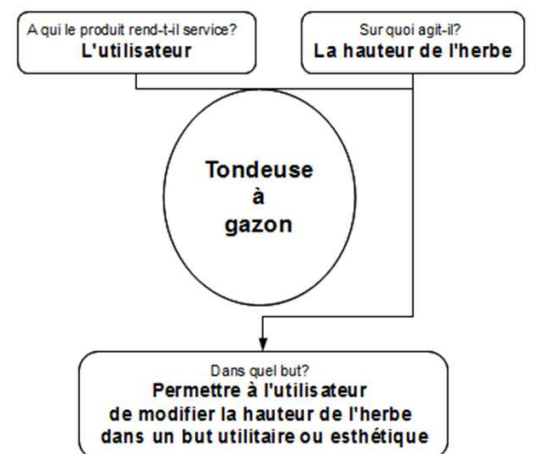 A qui le produit rend-t-il service?
L'utilisateur
Sur quoi agit-il?
La hauteur de l'herbe
Tondeuse
à
gazon
Dans quel but?
Permettre à l'utilisateur
de modifier la hauteur de l'herbe
dans un but utilitaire ou esthétique